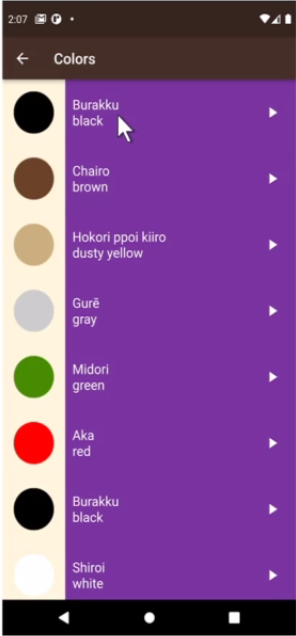 2:07
Colors
Burakku
black
Chairo
brown
Hokori ppoi kiiro
dusty yellow
Gurē
gray
Midori
green
Aka
red
Burakku
black
Shiroi
white